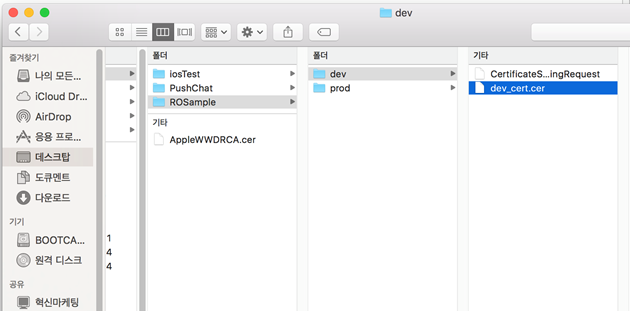 dev
즐겨찾기
나의 모든...
iCloud Dr...
AirDrop
응용 프로...
데스크탑
도큐멘트
다운로드
기기
BOOTCA...
원격 디스크
공유
혁신마케팅
1
4
4
폴더
iosTest
PushChat
ROSample
기타
AppleWWDRCA.cer
폴더
dev
prod
기타
CertificateS...ingRequest
dev_cert.cer